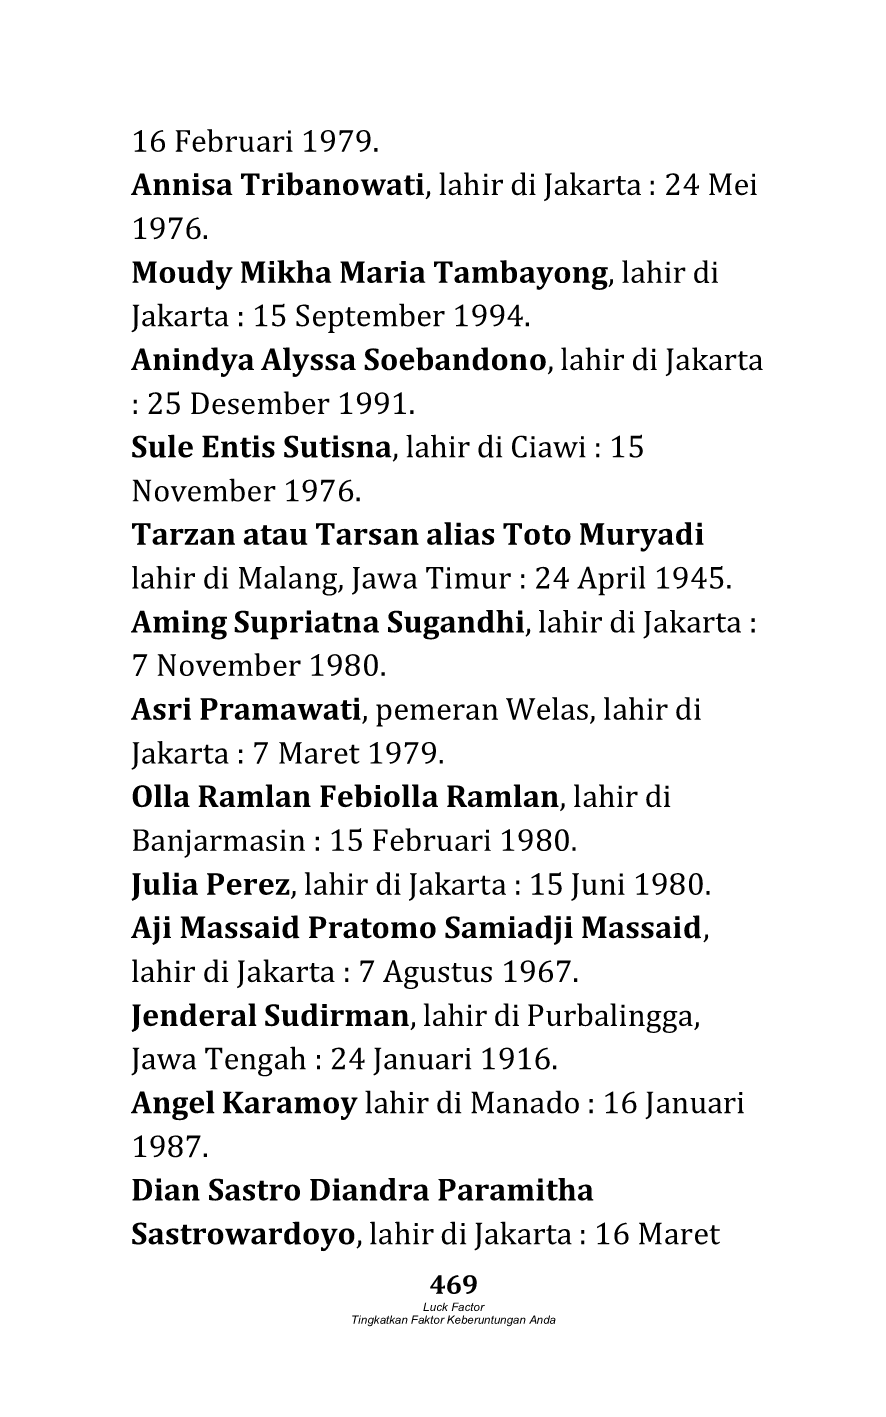 16 Februari 1979.
Annisa Tribanowati, lahir di Jakarta : 24 Mei
1976.
Moudy Mikha Maria Tambayong, lahir di
Jakarta : 15 September 1994.
Anindya Alyssa Soebandono, lahir di Jakarta
: 25 Desember 1991.
Sule Entis Sutisna, lahir di Ciawi : 15
November 1976.
Tarzan atau Tarsan alias Toto Muryadi
lahir di Malang, Jawa Timur : 24 April 1945.
Aming Supriatna Sugandhi, lahir di Jakarta :
7 November 1980.
Asri Pramawati, pemeran Welas, lahir di
Jakarta : 7 Maret 1979.
Olla Ramlan Febiolla Ramlan, lahir di
Banjarmasin : 15 Februari 1980.
Julia Perez, lahir di Jakarta : 15 Juni 1980.
Aji Massaid Pratomo Samiadji Massaid,
lahir di Jakarta : 7 Agustus 1967.
Jenderal Sudirman, lahir di Purbalingga,
Jawa Tengah : 24 Januari 1916.
Angel Karamoy lahir di Manado : 16 Januari
1987.
Dian Sastro Diandra Paramitha
Sastrowardoyo, lahir di Jakarta : 16 Maret
469
Luck Factor
Tingkatkan Faktor Keberuntungan Anda